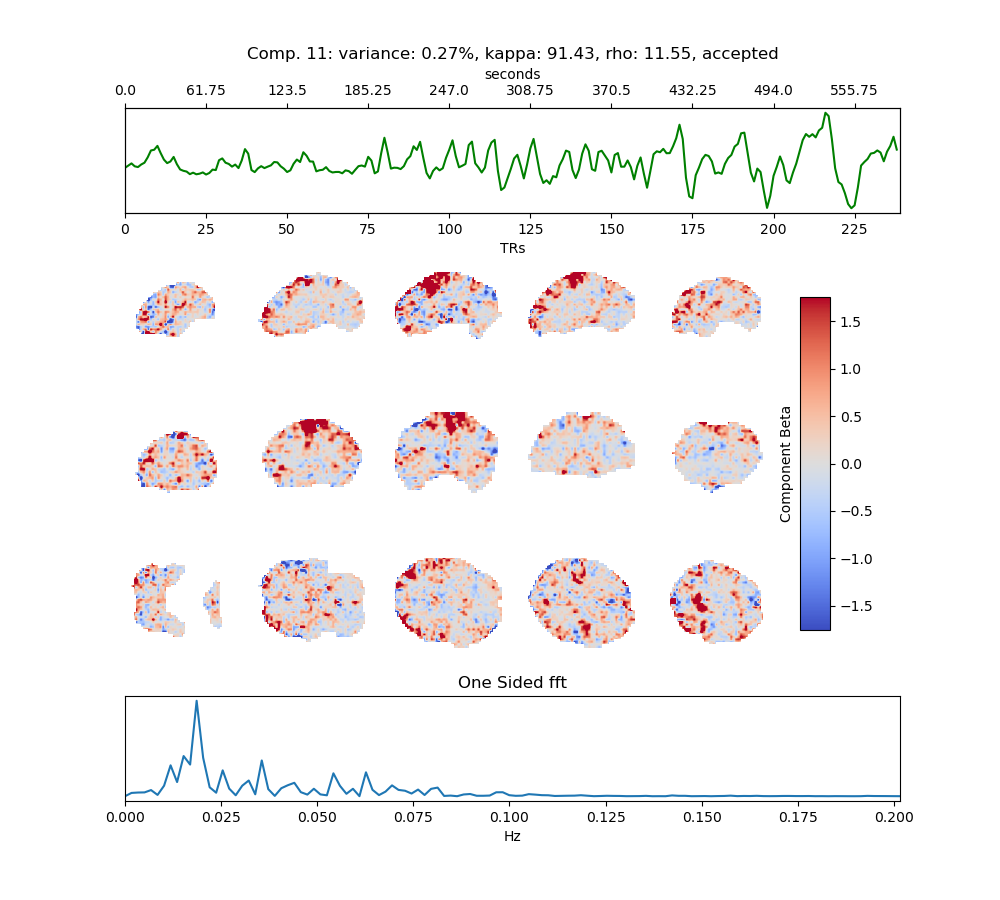 Comp. 11: variance: 0.27%, kappa: 91.43, rho: 11.55, accepted
seconds
0.0 61.75 123.5 185.25 247.0 308.75 370.5 432.25 494.0 555.75
0 25 50 75 100 125 150 175 200 225
TRs
1.5
1.0
0.5
0.0
−0.5
−1.0
−1.5
Component Beta
One Sided fft
0.000 0.025 0.050 0.075 0.100 0.125 0.150 0.175 0.200
Hz